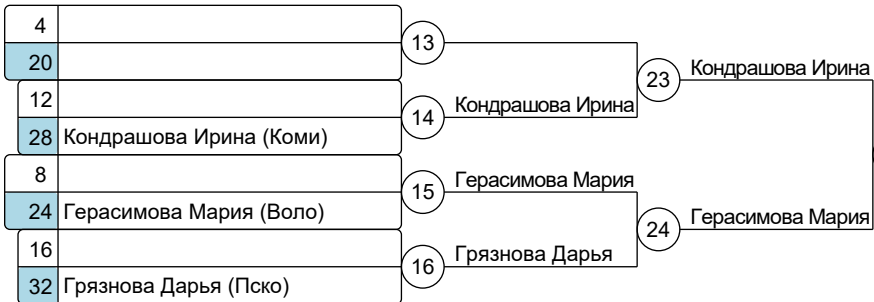 4
13
20
23 Кондрашова Ирина
12
14 Кондрашова Ирина
28 Кондрашова Ирина (Коми)
8
15 Герасимова Мария
24 Герасимова Мария (Воло)
24 Герасимова Мария
16
16 Грязнова Дарья
32 Грязнова Дарья (Пско)